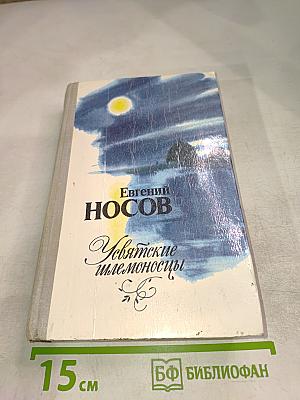 Евгений
НОСОВ
Усвятские
шлемоносцы
15 см
БФ БИБЛИОФАН